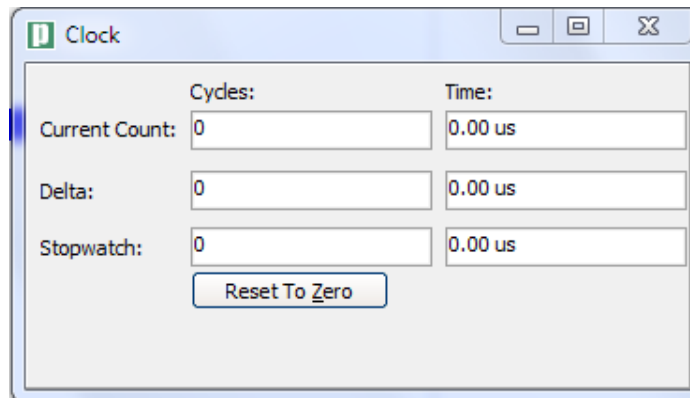 Clock
Cycles: Time:
Current Count: 0 0.00 us
Delta: 0 0.00 us
Stopwatch: 0 0.00 us
Reset To Zero